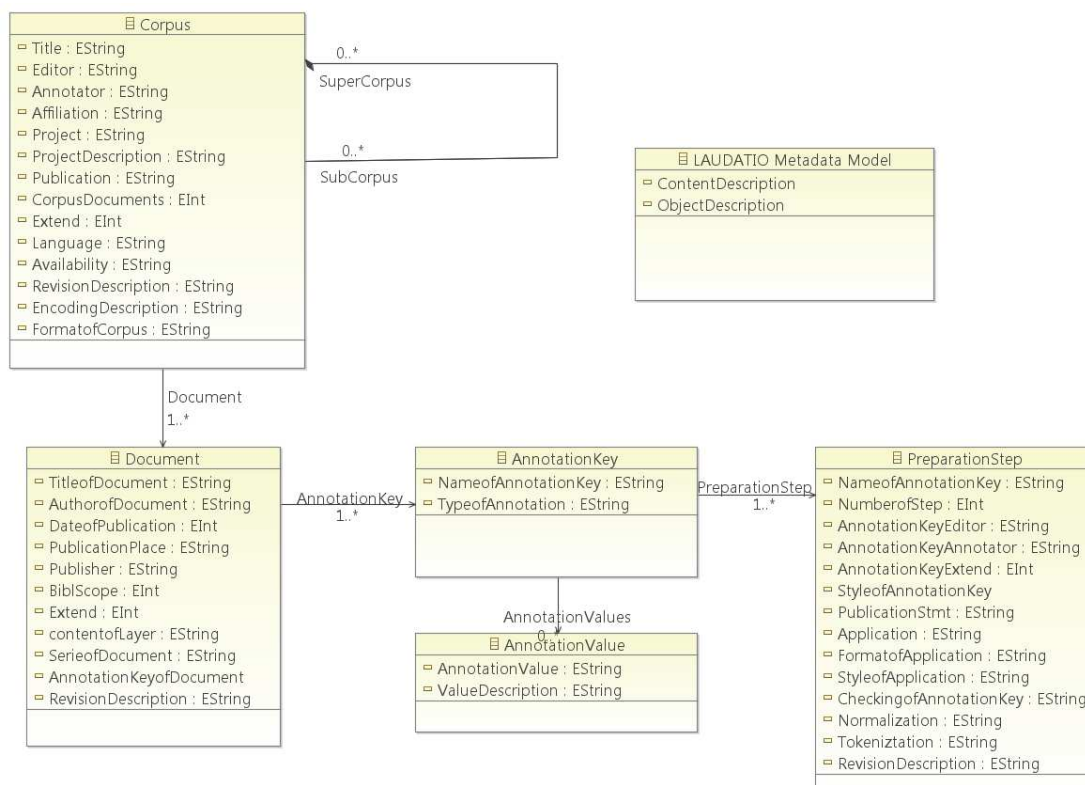 Corpus
Title : EString
Editor : EString
Annotator : EString
Affiliation : EString
Project : EString
ProjectDescription : EString
Publication : EString
CorpusDocuments : EInt
Extend : EInt
Language : EString
Availability : EString
RevisionDescription : EString
EncodingDescription : EString
FormatofCorpus : EString
0..*
SuperCorpus
0..*
SubCorpus
LAUDATIO Metadata Model
ContentDescription
ObjectDescription
Document
1..*
Document
TitleofDocument : EString
AuthorofDocument : EString
DateofPublication : EInt
PublicationPlace : EString
Publisher : EString
BiblScope : EInt
Extend : EInt
contentofLayer : EString
SerieofDocument : EString
AnnotationKeyofDocument
RevisionDescription : EString
AnnotationKey
1..*
AnnotationKey
NameofAnnotationKey : EString
TypeofAnnotation : EString
AnnotationValues
0..
AnnotationValue
AnnotationValue : EString
ValueDescription : EString
PreparationStep
1..*
PreparationStep
NameofAnnotationKey : EString
NumberofStep : EInt
AnnotationKeyEditor : EString
AnnotationKeyAnnotator : EString
AnnotationKeyExtend : EInt
StyleofAnnotationKey
PublicationStmt : EString
Application : EString
FormatofApplication : EString
StyleofApplication : EString
CheckingofAnnotationKey : EString
Normalization : EString
Tokeniztation : EString
RevisionDescription : EString